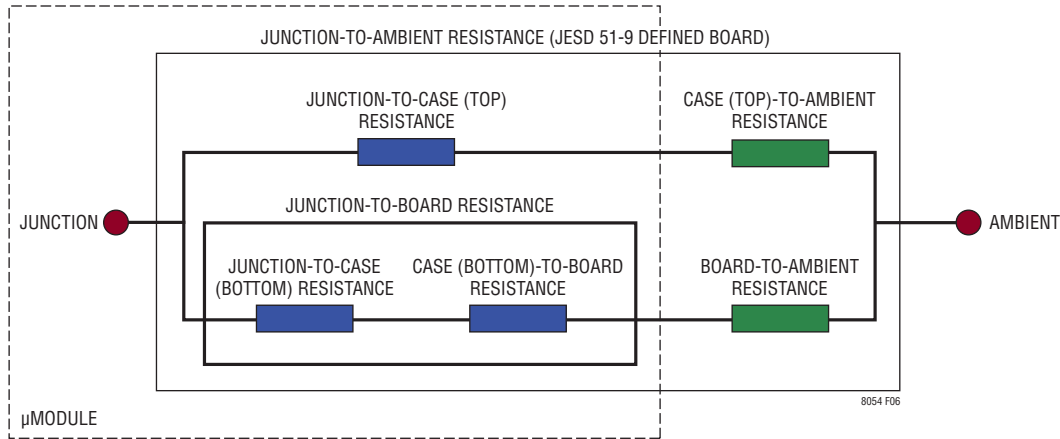 JUNCTION-TO-AMBIENT RESISTANCE (JESD 51-9 DEFINED BOARD)
JUNCTION-TO-CASE (TOP)
RESISTANCE
CASE (TOP)-TO-AMBIENT
RESISTANCE
JUNCTION
JUNCTION-TO-BOARD RESISTANCE
AMBIENT
JUNCTION-TO-CASE
(BOTTOM) RESISTANCE
CASE (BOTTOM)-TO-BOARD
RESISTANCE
BOARD-TO-AMBIENT
RESISTANCE
8054 F06
µMODULE